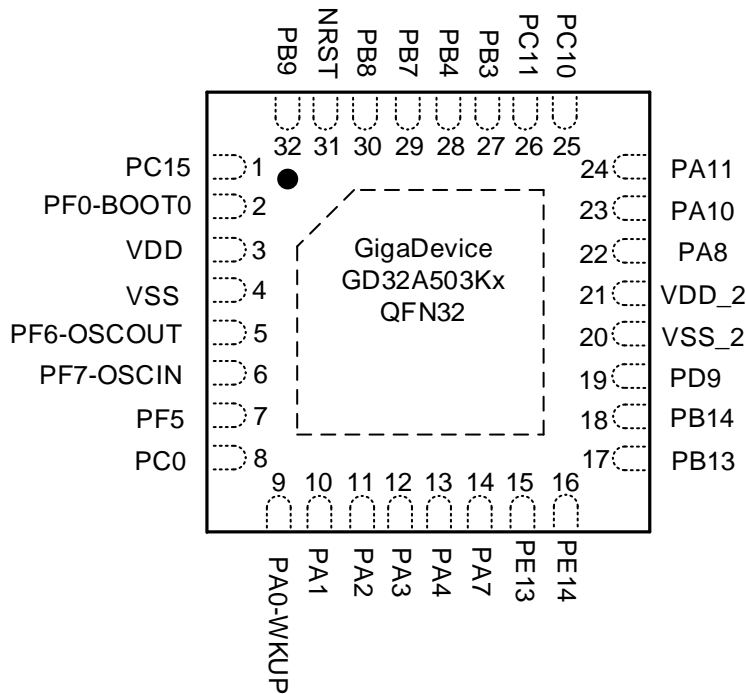 PB9
NRST
PB8
PB7
PB4
PB3
PC11
PC10
32
31
30
29
28
27
26
25
PC15 1
PF0-BOOT0 2
VDD 3
VSS 4
PF6-OSCOUT 5
PF7-OSCIN 6
PF5 7
PC0 8
GigaDevice
GD32A503Kx
QFN32
24 PA11
23 PA10
22 PA8
21 VDD_2
20 VSS_2
19 PD9
18 PB14
17 PB13
9
10
11
12
13
14
15
16
PA0-WKUP
PA1
PA2
PA3
PA4
PA7
PE13
PE14